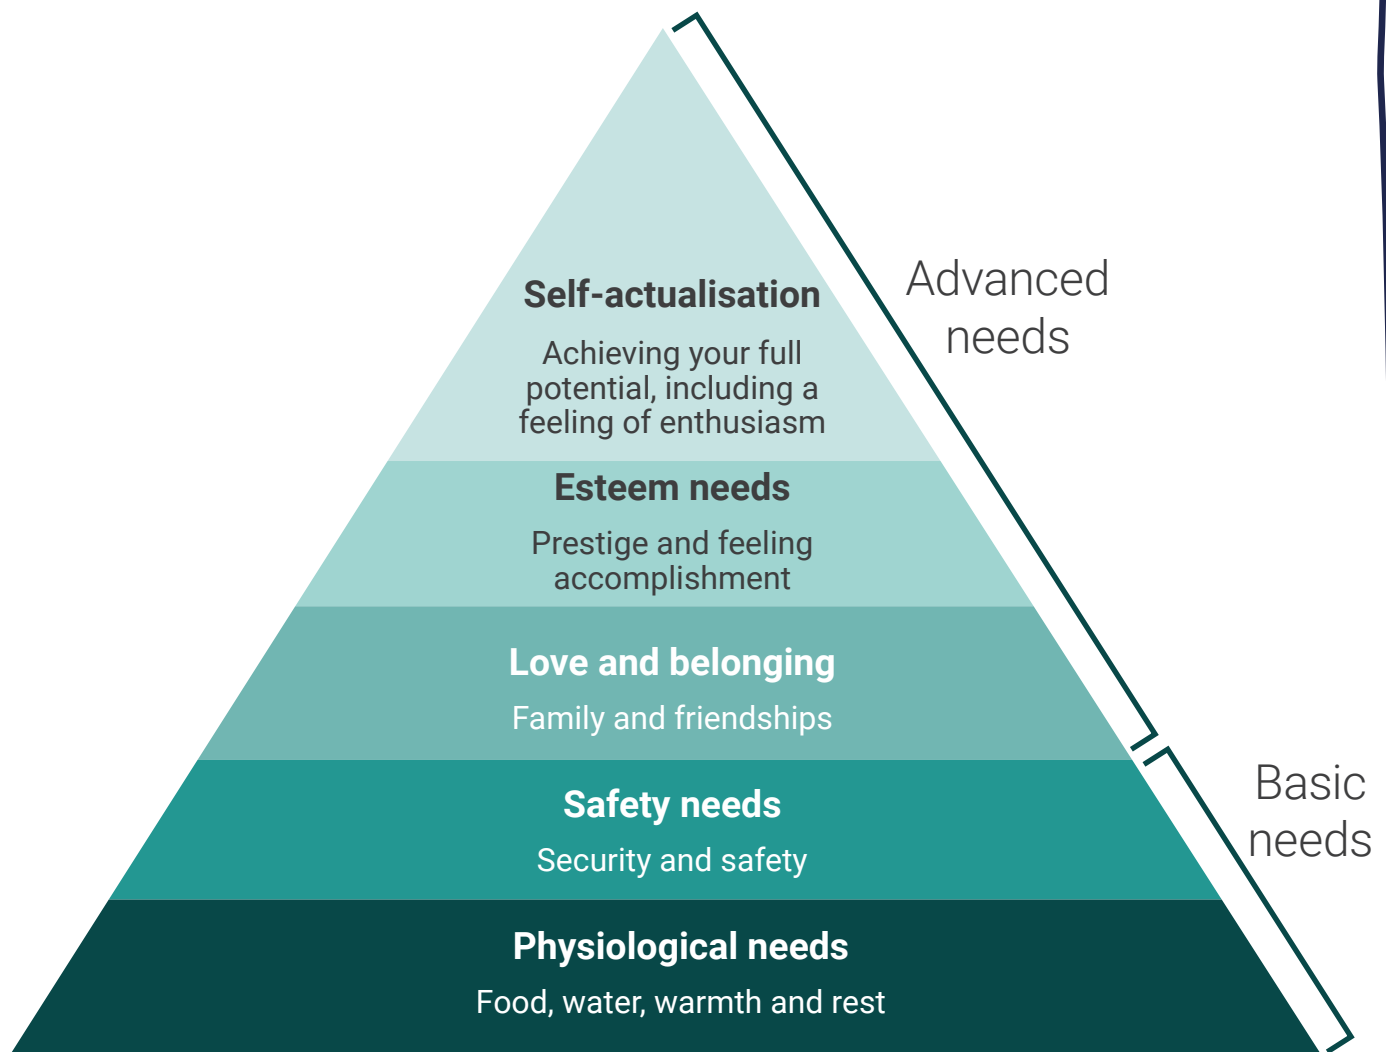 Self-actualisation
Achieving your full
potential, including a
feeling of enthusiasm
Advanced
needs
Esteem needs
Prestige and feeling
accomplishment
Love and belonging
Family and friendships
Safety needs
Security and safety
Basic
needs
Physiological needs
Food, water, warmth and rest